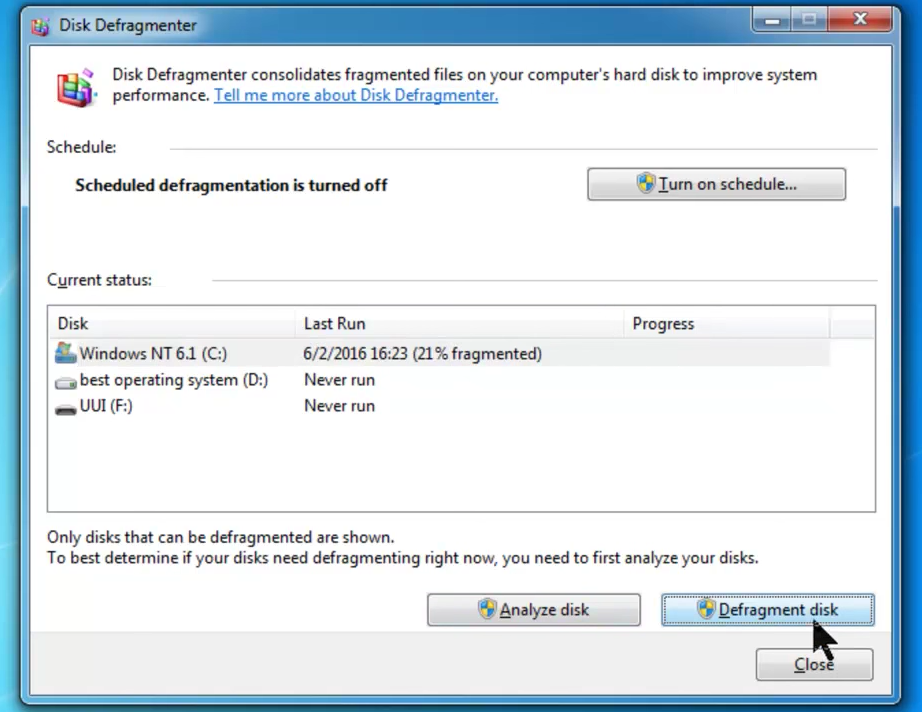 Disk Defragmenter
Disk Defragmenter consolidates fragmented files on your computer's hard disk to improve system
performance. Tell me more about Disk Defragmenter.
Schedule:
Scheduled defragmentation is turned off
Turn on schedule...
Current status:
Disk Last Run Progress
Windows NT 6.1 (C:) 6/2/2016 16:23 (21% fragmented)
best operating system (D:) Never run
UUI (F:) Never run
Only disks that can be defragmented are shown.
To best determine if your disks need defragmenting right now, you need to first analyze your disks.
Analyze disk Defragment disk
Close